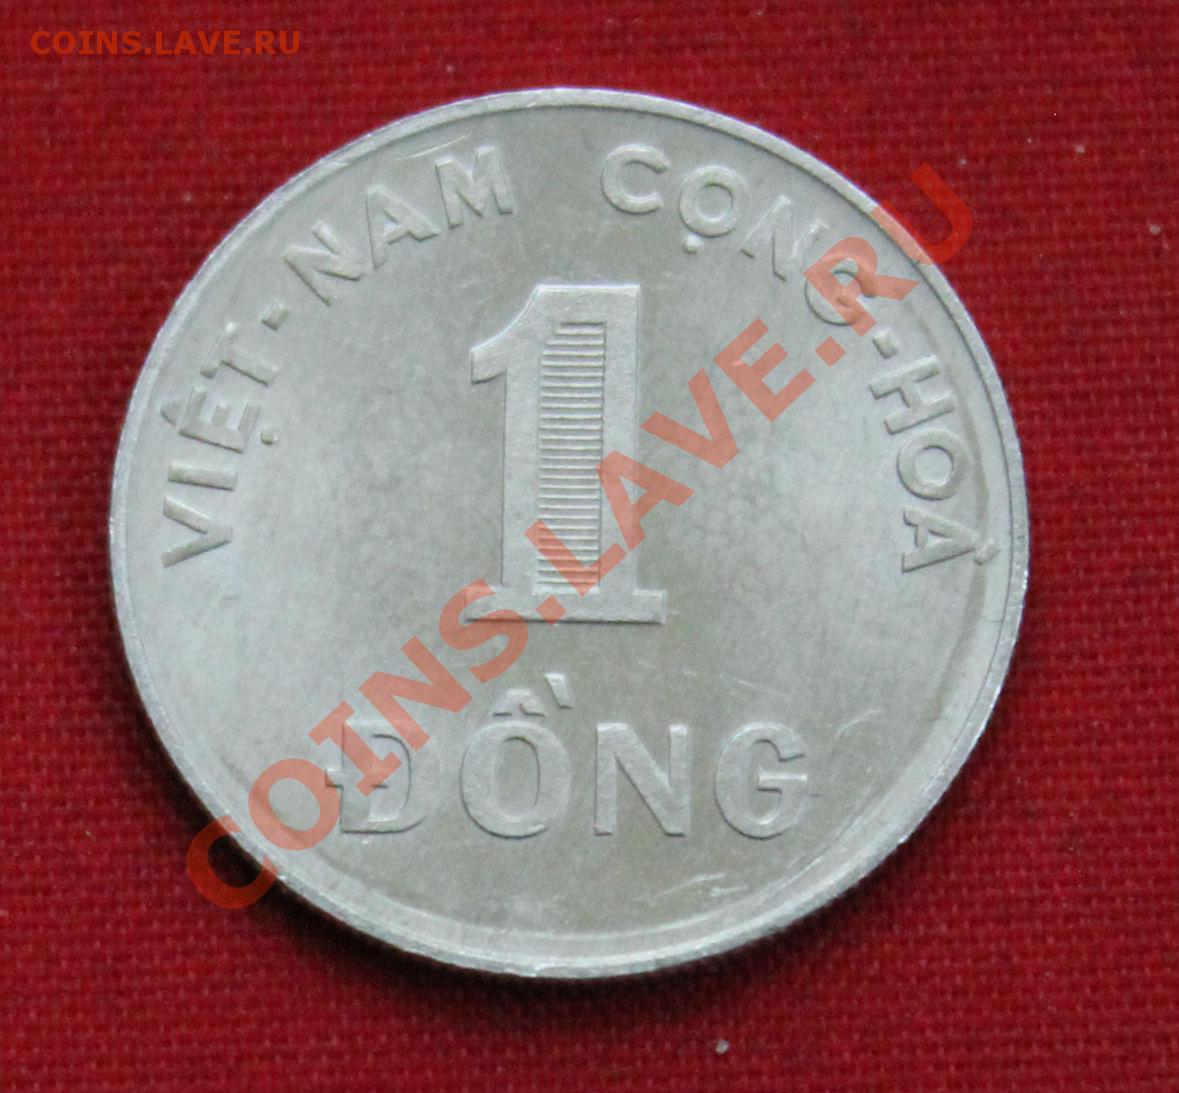 COINS.LAVE.RU
VIỆT-NAM CỘNG-HOÀ
1
ĐỒNG
COINS.LAVE.RU